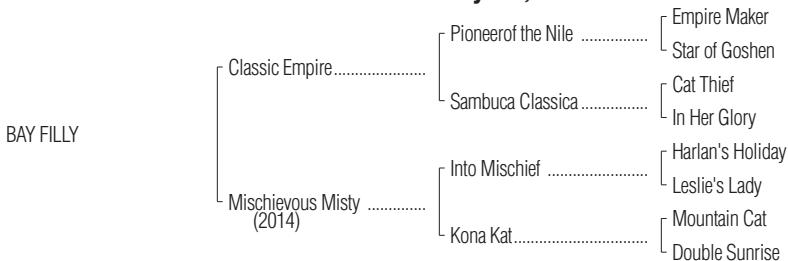 Empire Maker
Pioneerof the Nile ................
Star of Goshen
Classic Empire......................
Cat Thief
Sambuca Classica ................
In Her Glory
BAY FILLY
Harlan's Holiday
Into Mischief ........................
Leslie's Lady
Mischievous Misty ..............
(2014)
Mountain Cat
Kona Kat................................
Double Sunrise